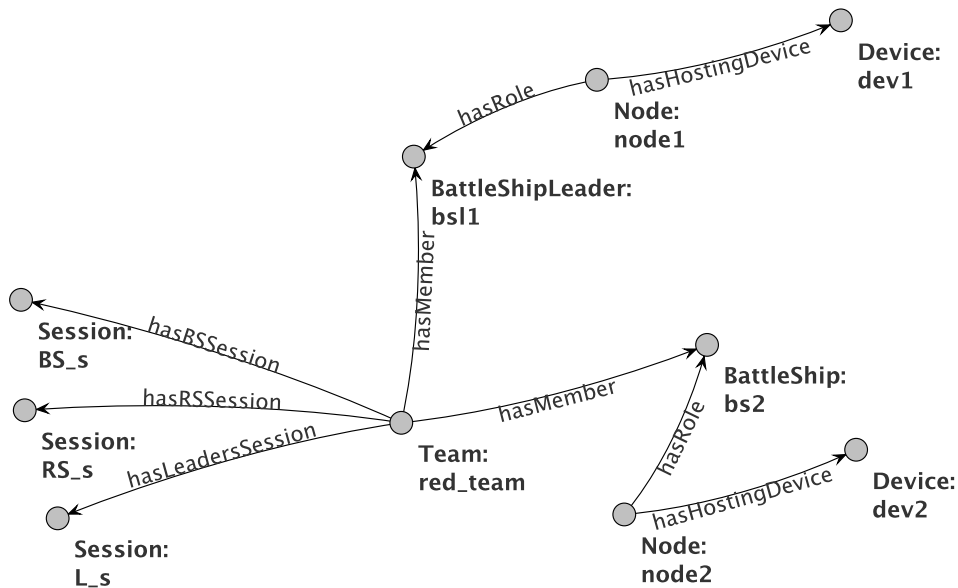 Device:
dev1
hasHostingDevice
hasRole
Node:
node1
BattleShipLeader:
bsl1
hasMember
Session:
BS_s
hasBSSession
BattleShip:
bs2
hasMember
hasRSSession
Session:
RS_s
hasLeadersSession
Team:
red_team
hasRole
Device:
dev2
hasHostingDevice
Session:
L_s
Node:
node2